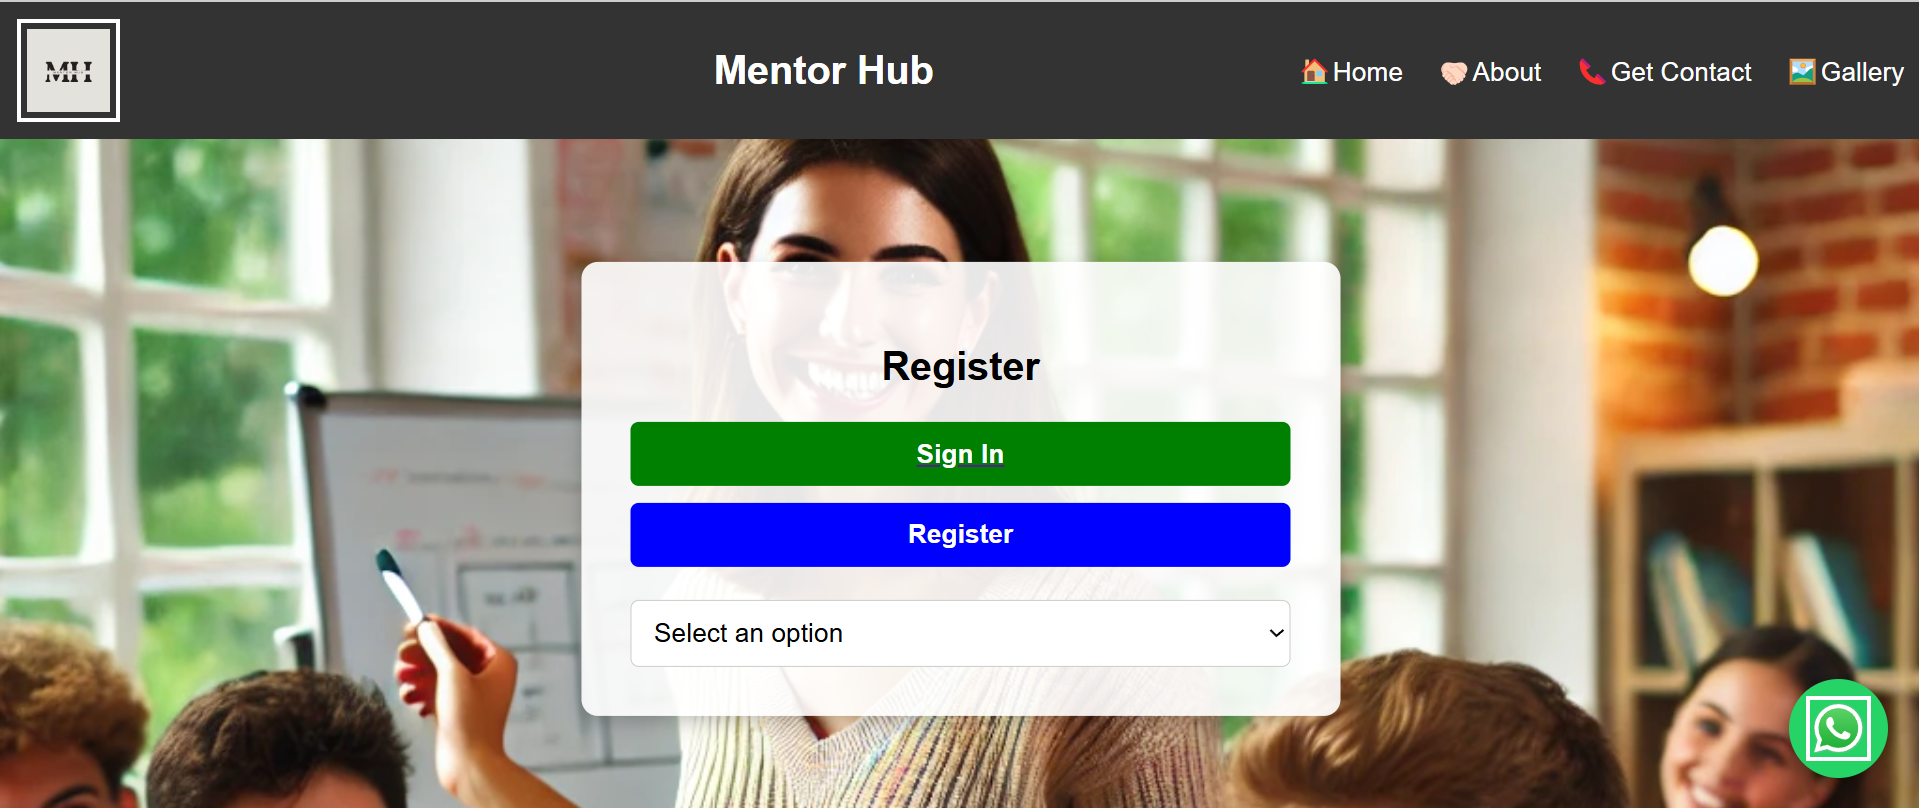 MH
Mentor Hub
🏠Home 🤝🏻About 📞Get Contact 🖼️Gallery
Register
Sign In
Register
Select an option